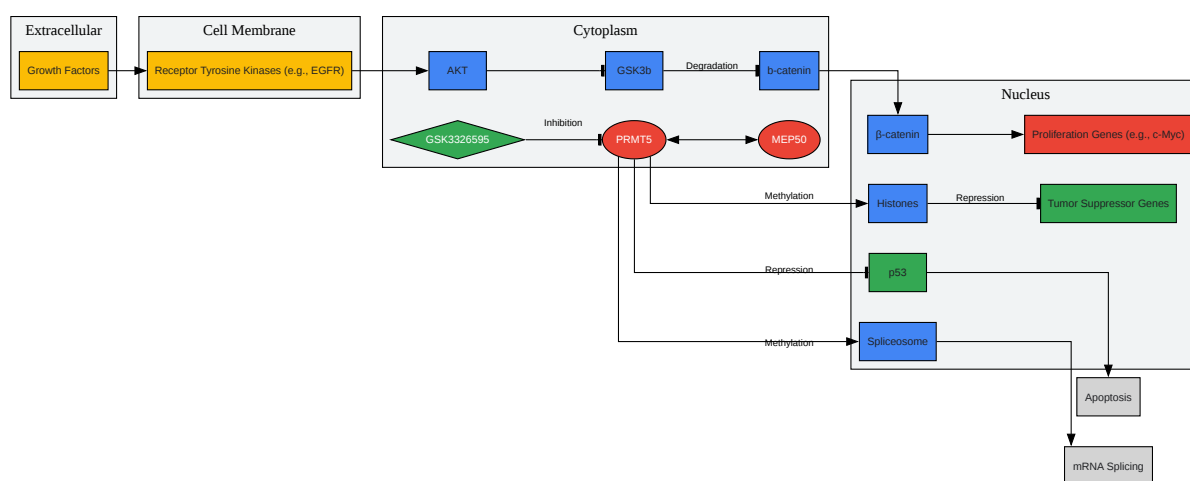 Extracellular
Cell Membrane
Cytoplasm
Growth Factors
Receptor Tyrosine Kinases (e.g., EGFR)
AKT
GSK3b
Degradation
b-catenin
Nucleus
GSK3326595
Inhibition
PRMT5
MEP50
β-catenin
Proliferation Genes (e.g., c-Myc)
Methylation
Histones
Repression
Tumor Suppressor Genes
Repression
p53
Methylation
Spliceosome
Apoptosis
mRNA Splicing